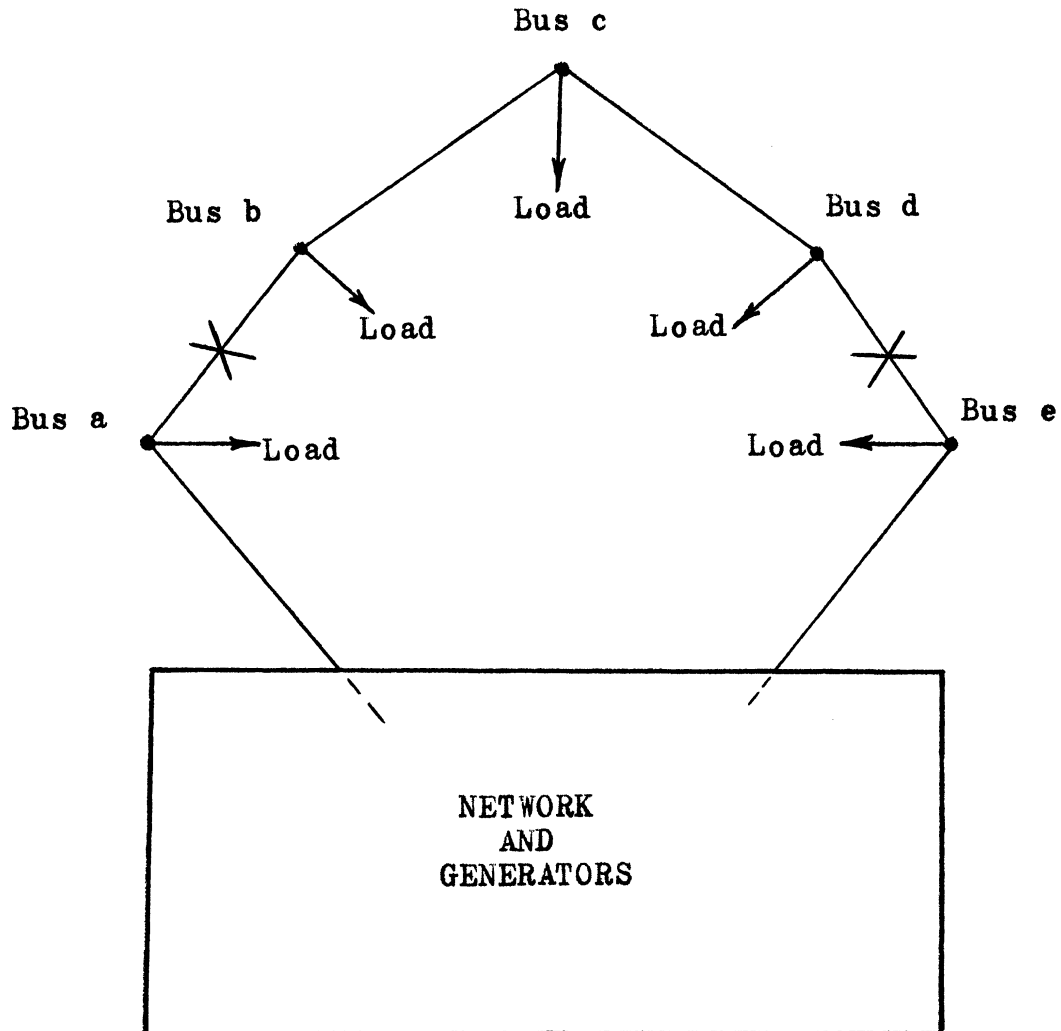 Bus c
Bus b
Load
Bus d
Load
Load
Bus a
Load
Load
Bus e
NETWORK
AND
GENERATORS